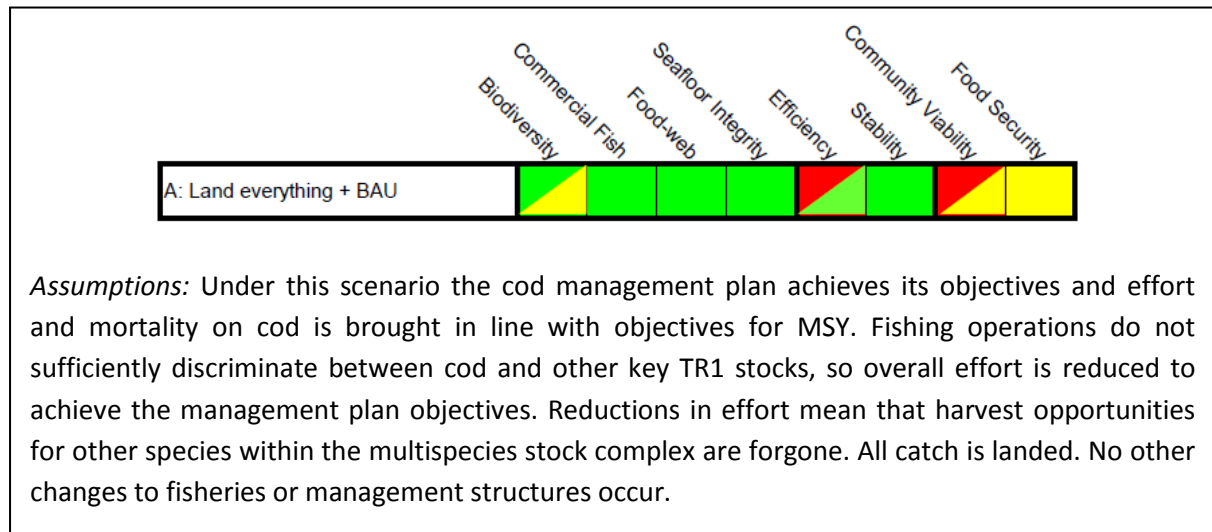 Biodiversity
Commercial Fish
Food-web
Seafloor Integrity
Efficiency
Stability
Community Viability
Food Security
A: Land everything + BAU
Assumptions: Under this scenario the cod management plan achieves its objectives and effort
and mortality on cod is brought in line with objectives for MSY. Fishing operations do not
sufficiently discriminate between cod and other key TR1 stocks, so overall effort is reduced to
achieve the management plan objectives. Reductions in effort mean that harvest opportunities
for other species within the multispecies stock complex are forgone. All catch is landed. No other
changes to fisheries or management structures occur.